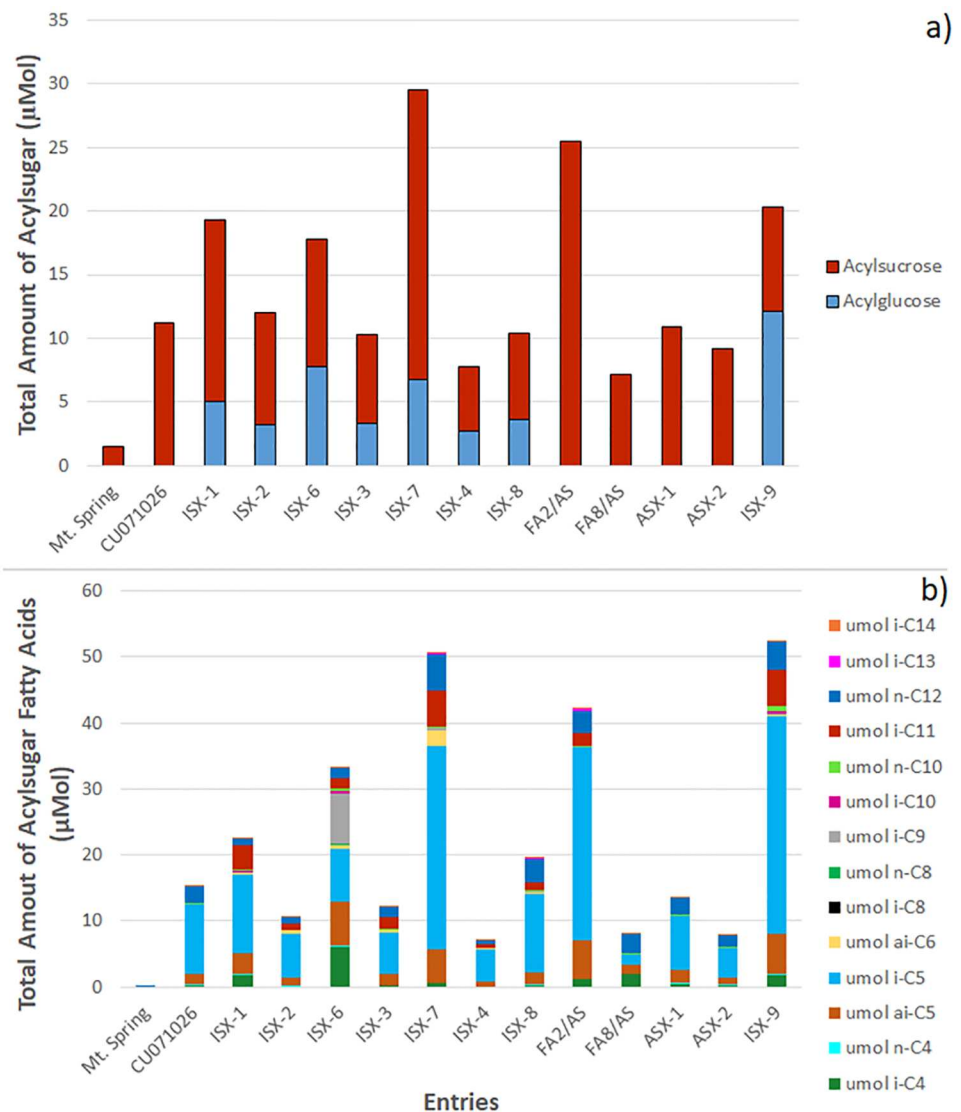 a)
Total Amount of Acylsugar (µMol)
35
30
25
20
15
10
5
0
Mt. Spring
CU071026
ISX-1
ISX-2
ISX-6
ISX-3
ISX-7
ISX-4
ISX-8
FA2/AS
FA8/AS
ASX-1
ASX-2
ISX-9
Acylsucrose
Acylglucose
b)
Total Amout of Acylsugar Fatty Acids
(µMol)
60
50
40
30
20
10
0
Mt. Spring
CU071026
ISX-1
ISX-2
ISX-6
ISX-3
ISX-7
ISX-4
ISX-8
FA2/AS
FA8/AS
ASX-1
ASX-2
ISX-9
Entries
umol i-C14
umol i-C13
umol n-C12
umol i-C11
umol n-C10
umol i-C10
umol i-C9
umol n-C8
umol i-C8
umol ai-C6
umol i-C5
umol ai-C5
umol n-C4
umol i-C4